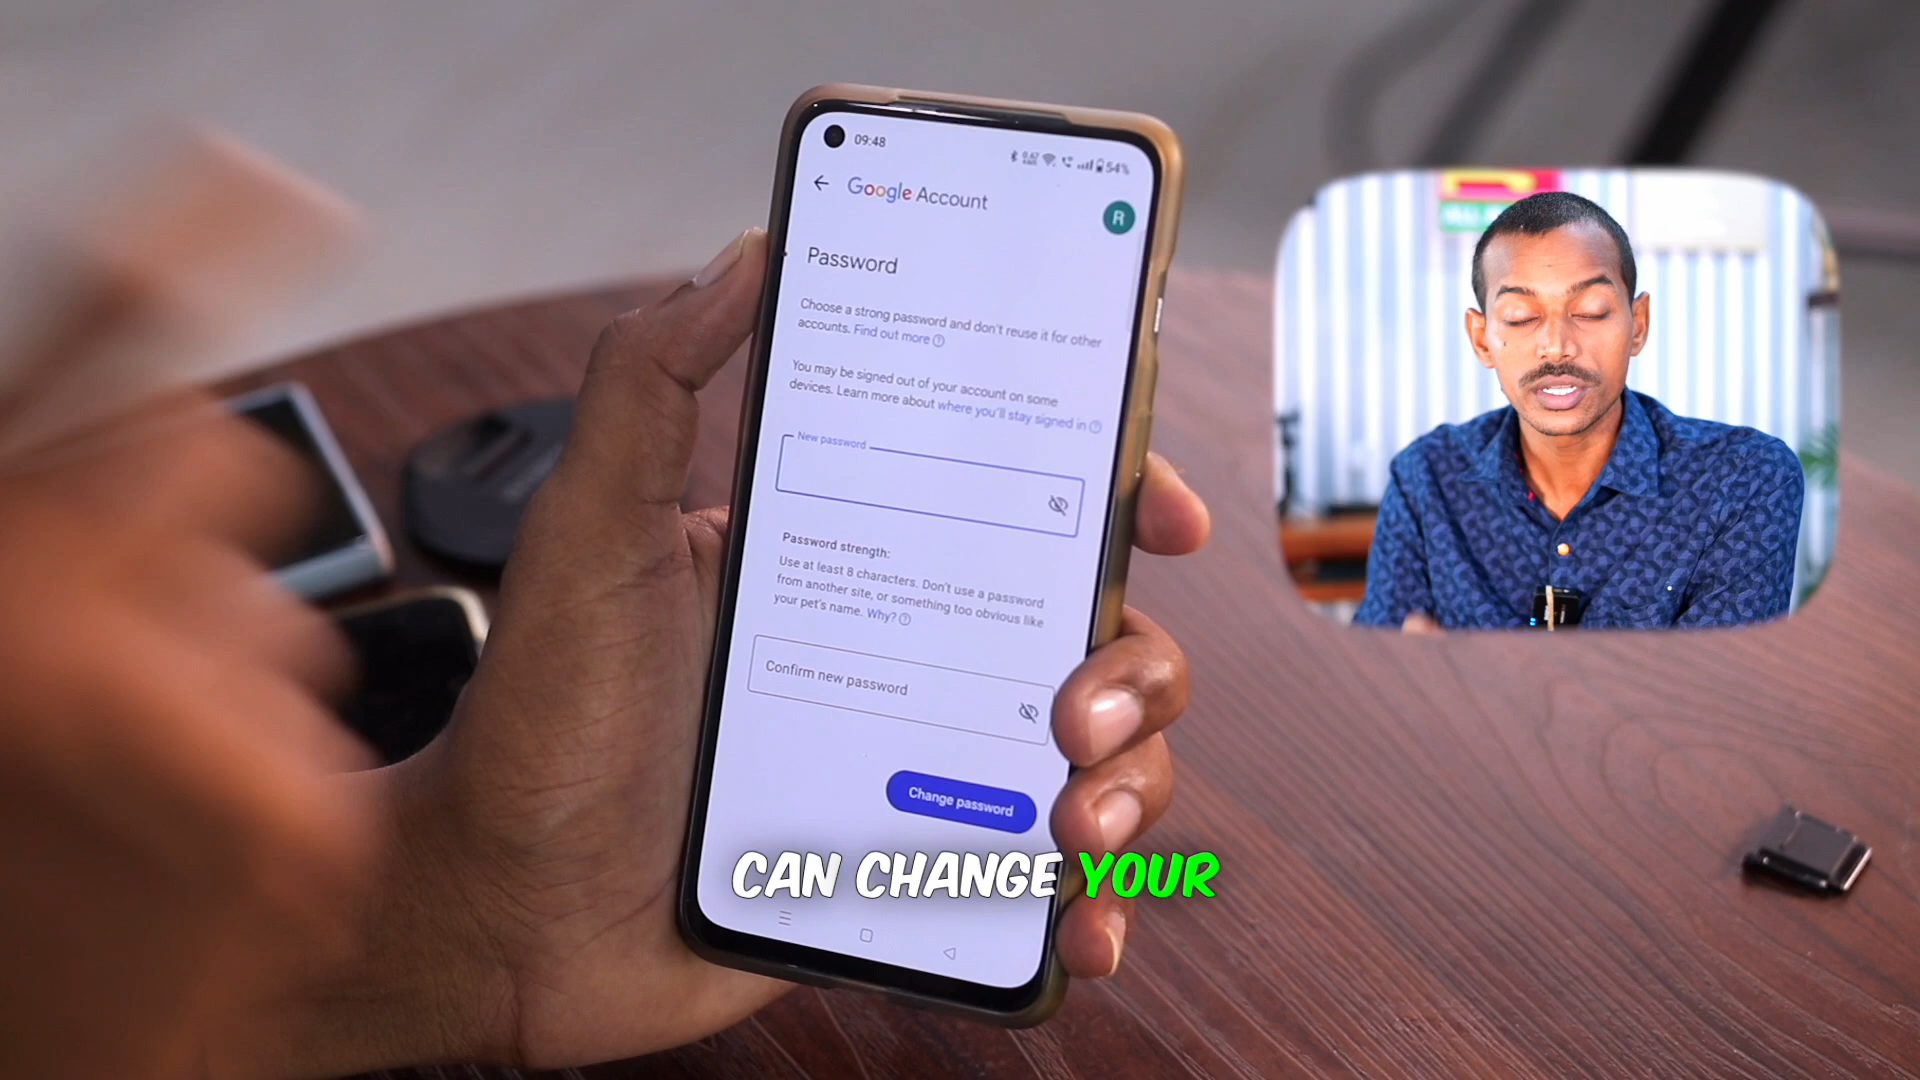 09:48
54%
Google Account
R
Password
Choose a strong password and don't reuse it for other
accounts. Find out more
You may be signed out of your account on some
devices. Learn more about where you'll stay signed in
New password
Password strength:
Use at least 8 characters. Don't use a password
from another site, or something too obvious like
your pet's name. Why?
Confirm new password
Change password
CAN CHANGE YOUR